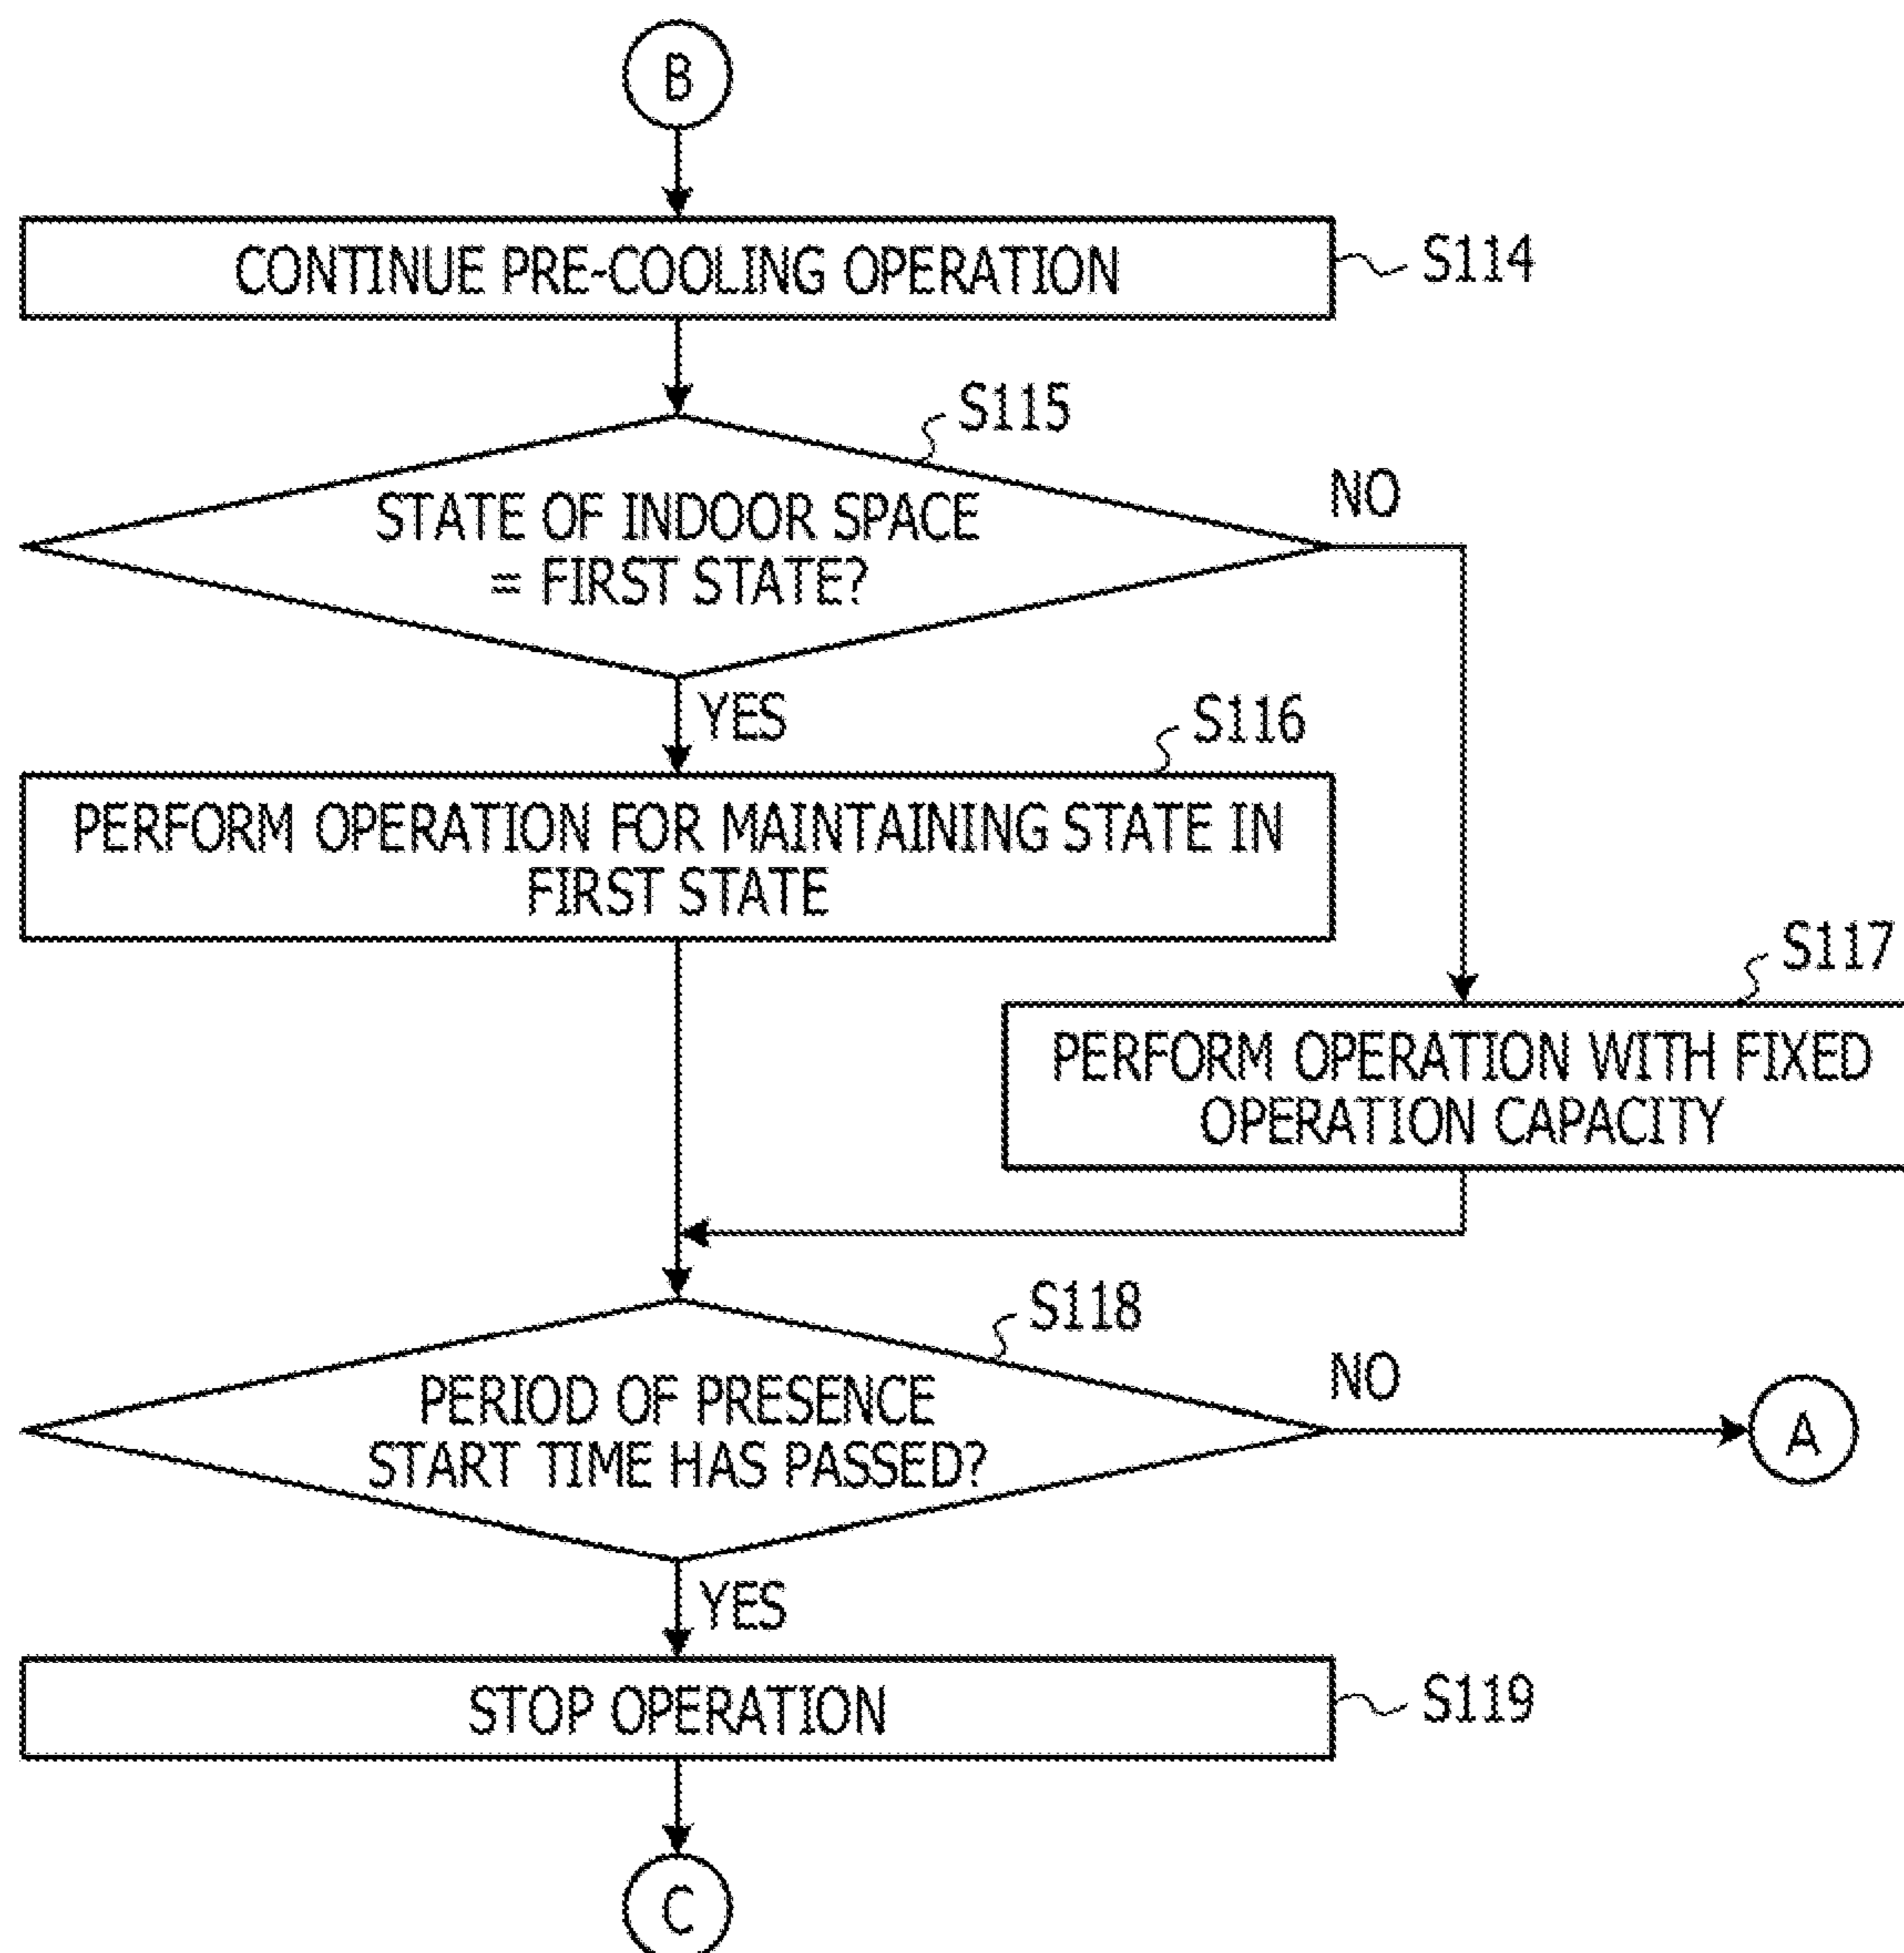 B
CONTINUE PRE-COOLING OPERATION
S114
S115
STATE OF INDOOR SPACE
= FIRST STATE?
NO
YES
S116
PERFORM OPERATION FOR MAINTAINING STATE IN
FIRST STATE
S117
PERFORM OPERATION WITH FIXED
OPERATION CAPACITY
S118
PERIOD OF PRESENCE
START TIME HAS PASSED?
NO
A
YES
STOP OPERATION
S119
C